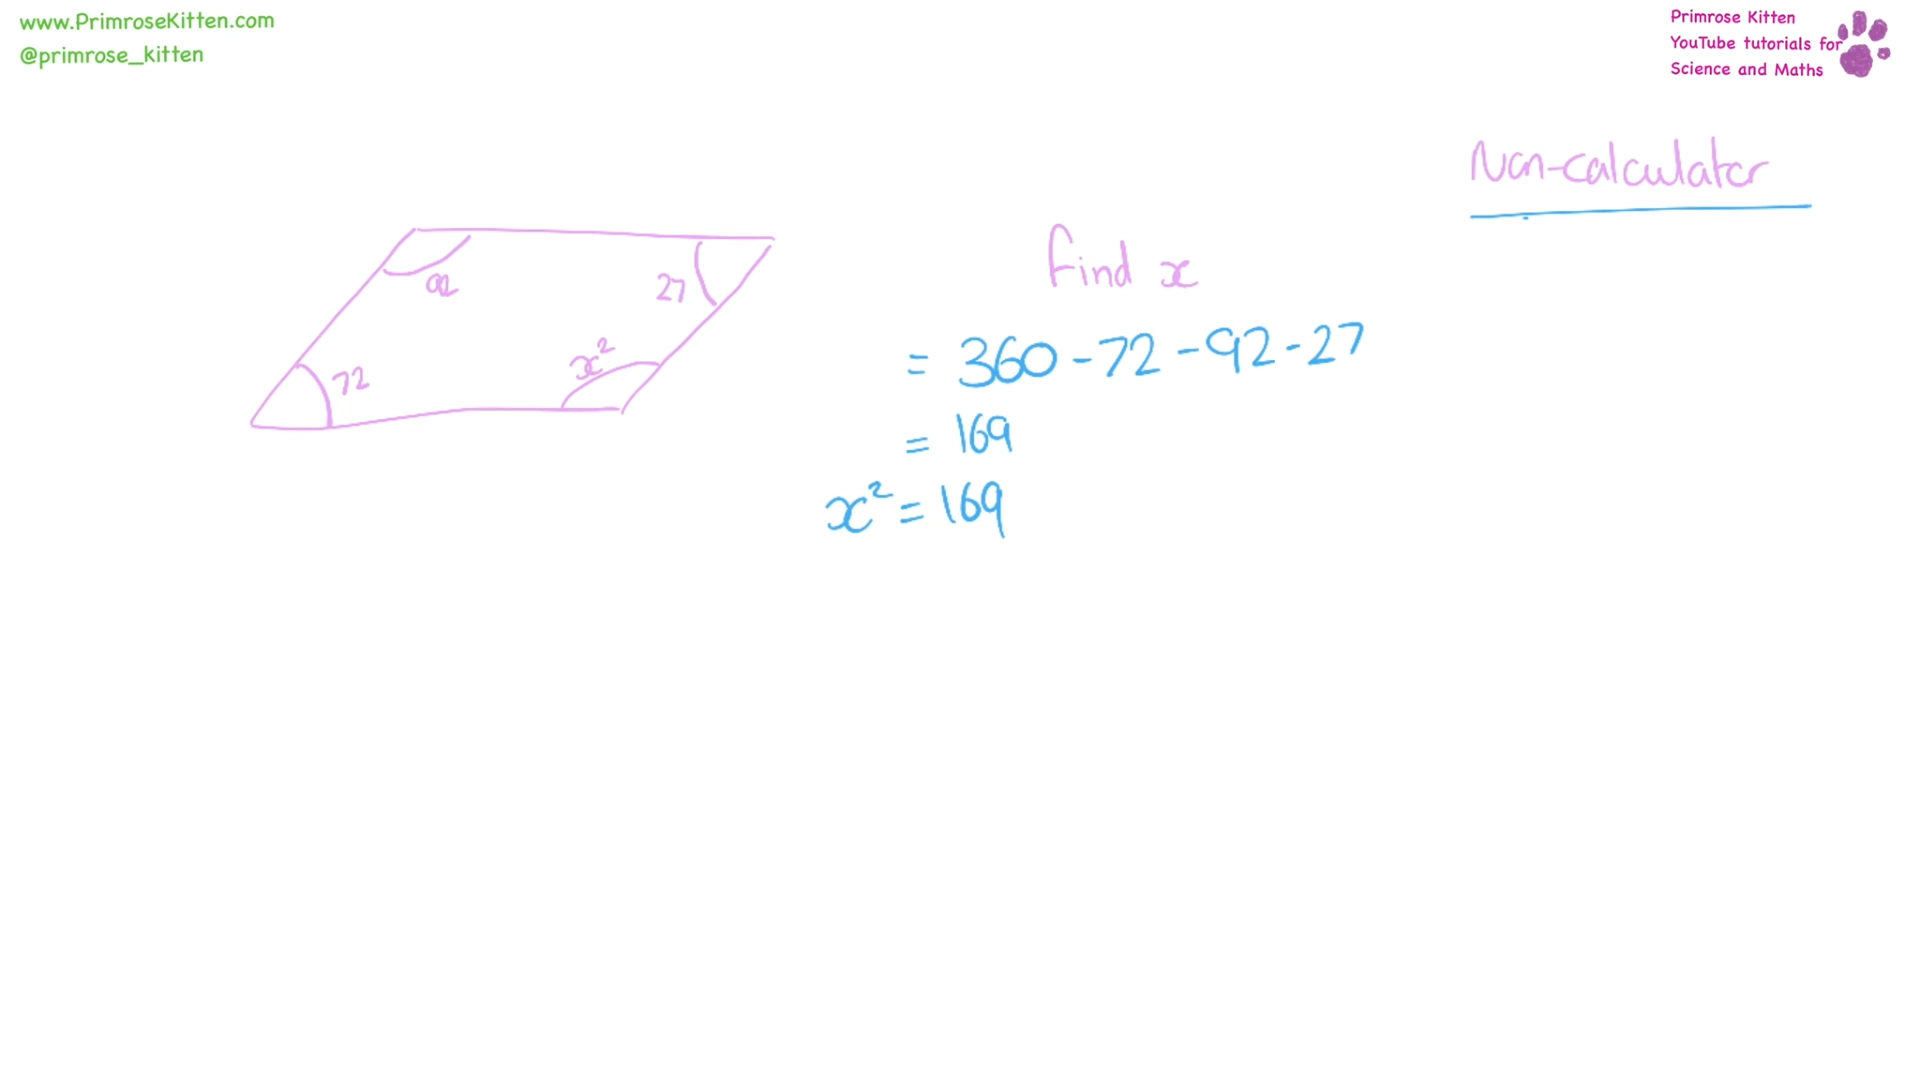 www.PrimroseKitten.com
@primrose_kitten
Primrose Kitten
YouTube tutorials for
Science and Maths
Non-calculator
92
27
72
x²
Find x
= 360 - 72 - 92 - 27
= 169
x² = 169